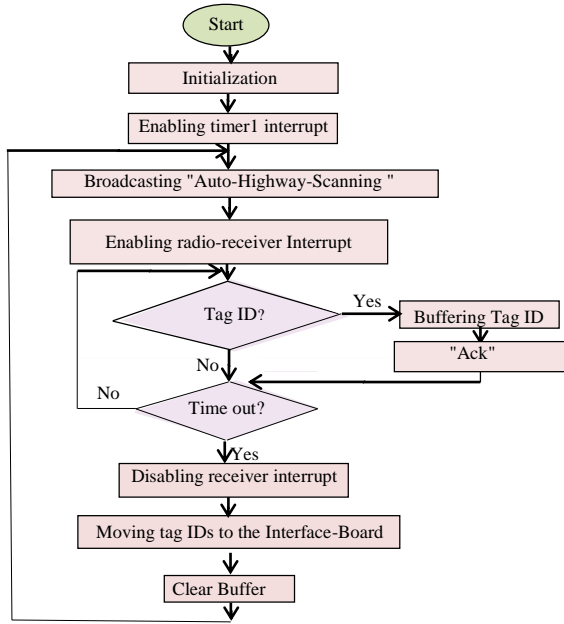 Start
Initialization
Enabling timer1 interrupt
Broadcasting "Auto-Highway-Scanning "
Enabling radio-receiver Interrupt
Tag ID?
Yes
Buffering Tag ID
"Ack"
No
No
Time out?
Yes
Disabling receiver interrupt
Moving tag IDs to the Interface-Board
Clear Buffer